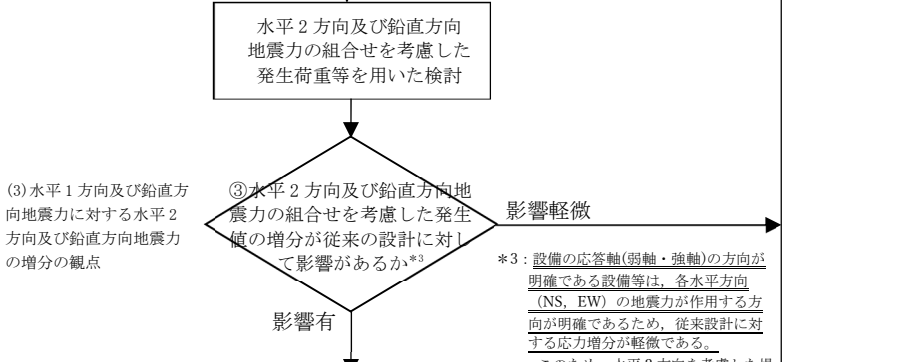 水平２方向及び鉛直方向
地震力の組合せを考慮した
発生荷重等を用いた検討
(3)水平１方向及び鉛直方
向地震力に対する水平２
方向及び鉛直方向地震力
の増分の観点
③水平２方向及び鉛直方向地
震力の組合せを考慮した発生
値の増分が従来の設計に対し
て影響があるか*3
影響軽微
＊3：設備の応答軸(弱軸・強軸)の方向が
明確である設備等は，各水平方向
（NS，EW）の地震力が作用する方
向が明確であるため，従来設計に対
する応力増分が軽微である。
影響有